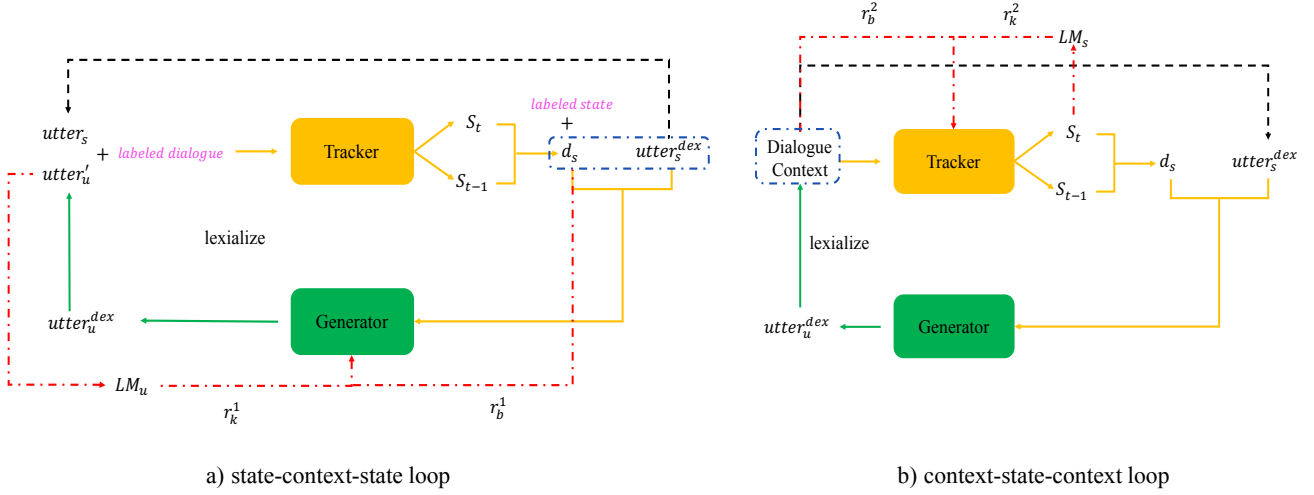 r_b^2
r_k^2
LM_s
labeled state
+
utter_s
utter_u'
+ labeled dialogue
Tracker
S_t
S_{t-1}
d_s
utter_s^{dex}
lexialize
utter_u^{dex}
Generator
LM_u
r_k^1
r_b^1
a) state-context-state loop
Dialogue
Context
Tracker
S_t
S_{t-1}
d_s
utter_s^{dex}
lexialize
utter_u^{dex}
Generator
b) context-state-context loop